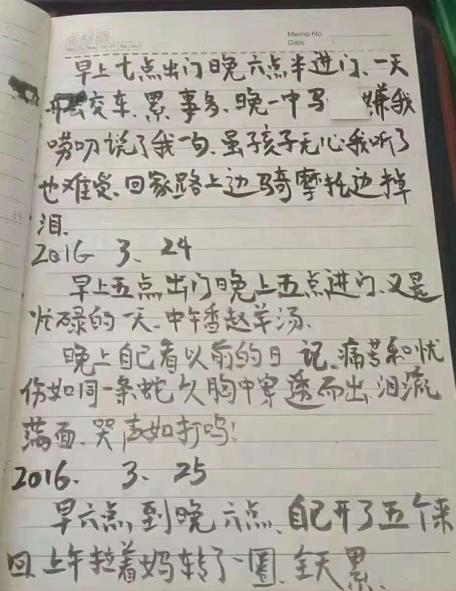 Memo No.
Date
早上七点出门晚六点半进门、一天
开公交车、累、事多、晚一中马 嫌我
唠叨说了我一句、虽孩子无心我听了
也难受、回家路上边骑摩托边掉
泪.
2016 3、24
早上五点出门晚上五点进门、又是
忙碌的一天、中午香赵羊汤、
晚上自己看以前的日记、痛苦和忧
伤如同一条蛇久胸中穿透而出、泪流
满面、哭声如打鸣!
2016. 3. 25
早六点到晚六点、自己开了五个来
回、上午拉着妈转了一圈、全天累、